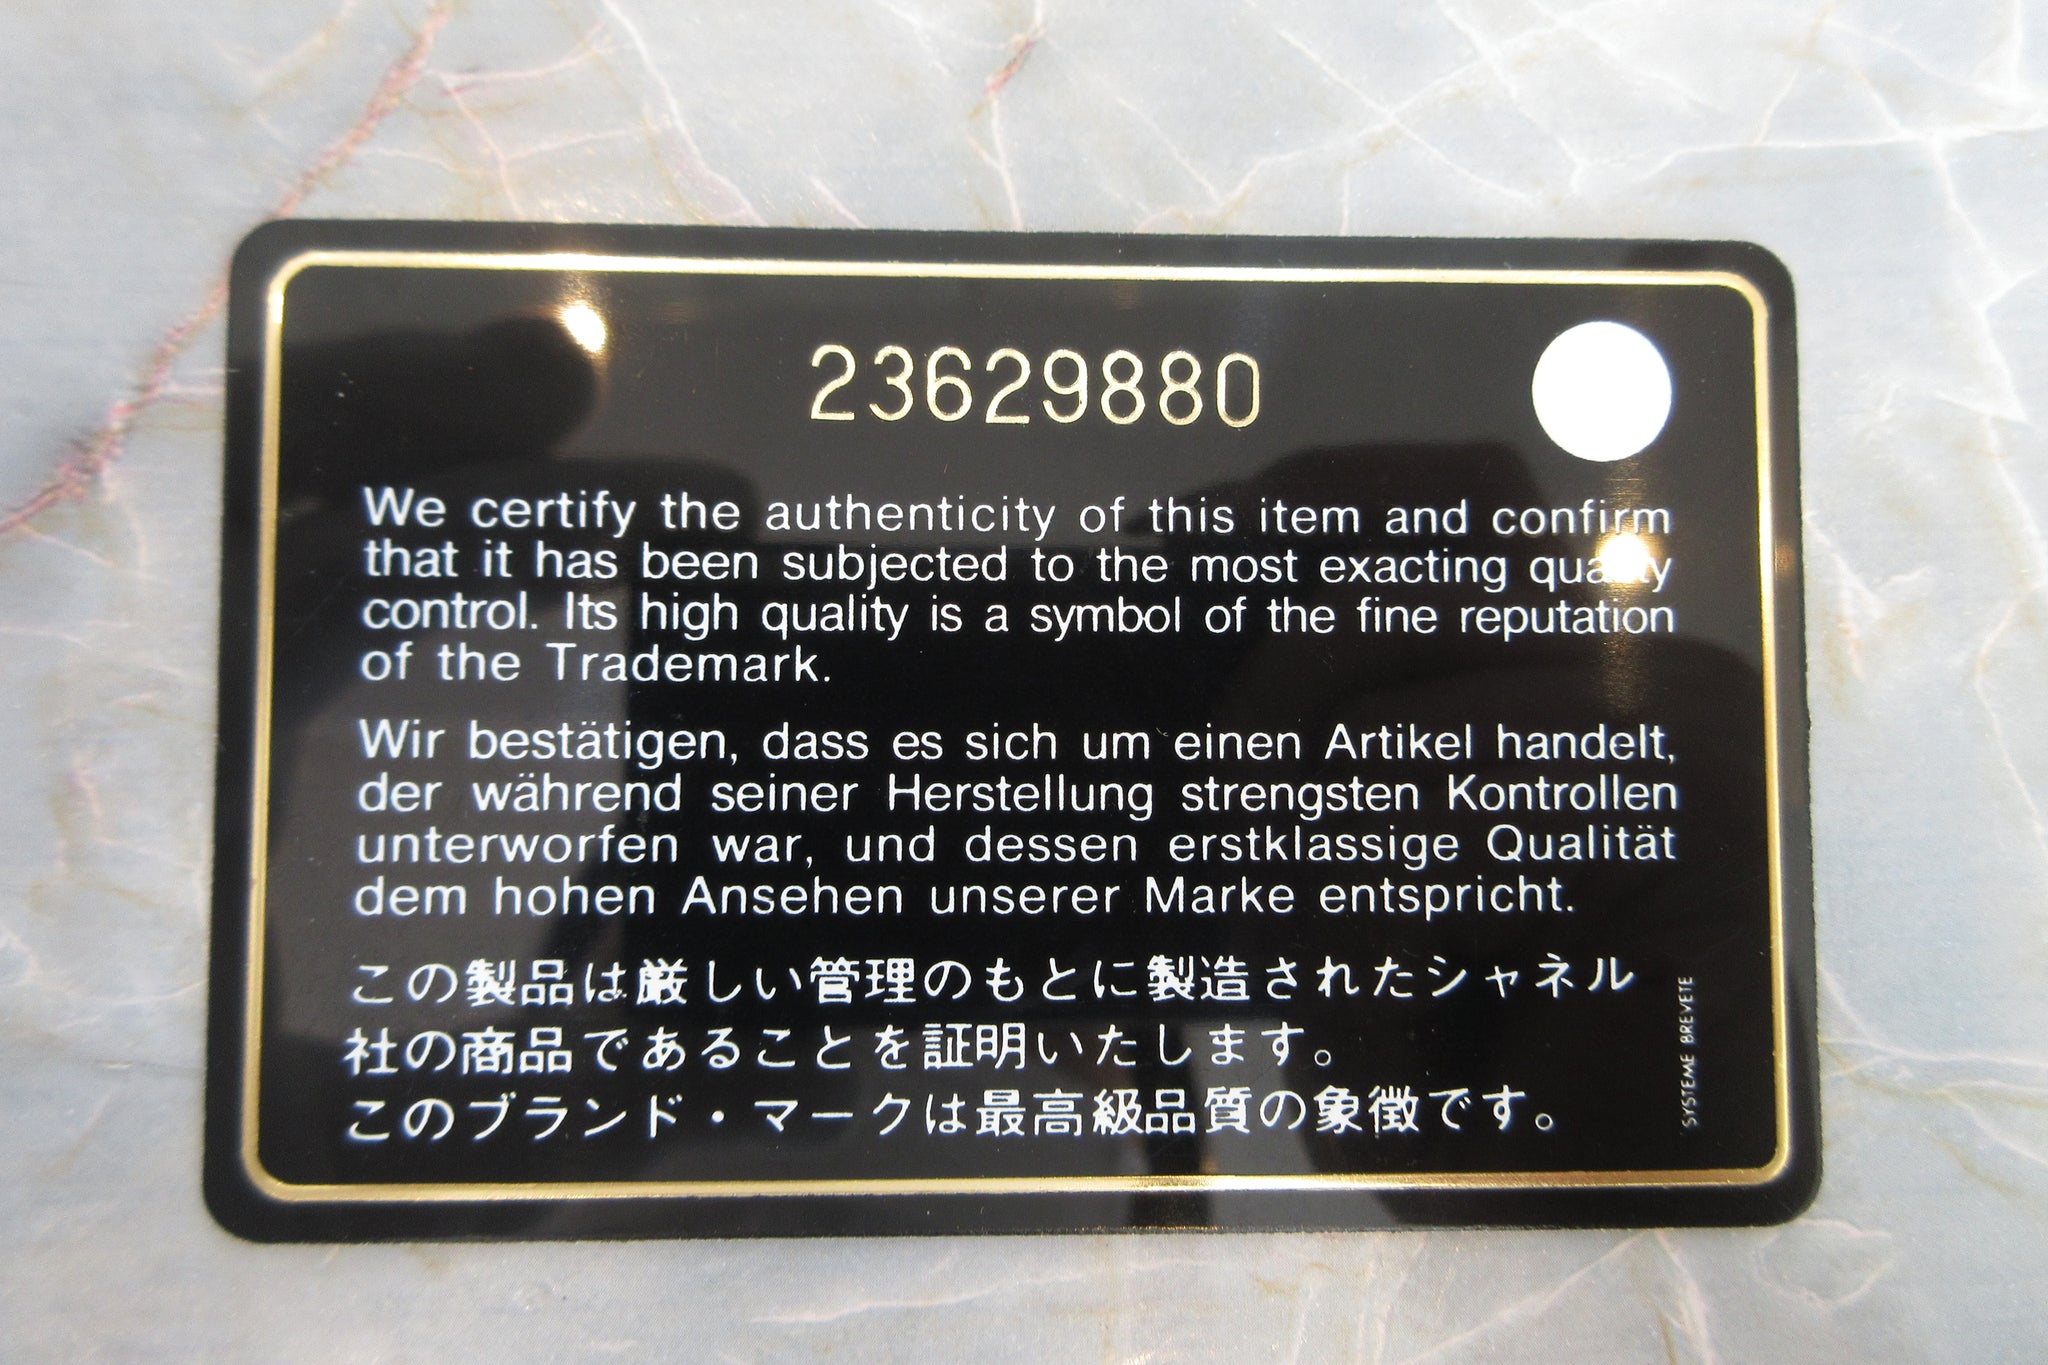 23629880
We certify the authenticity of this item and confirm
that it has been subjected to the most exacting quality
control. Its high quality is a symbol of the fine reputation
of the Trademark.
Wir bestätigen, dass es sich um einen Artikel handelt,
der während seiner Herstellung strengsten Kontrollen
unterworfen war, und dessen erstklassige Qualität
dem hohen Ansehen unserer Marke entspricht.
この製品は厳しい管理のもとに製造されたシャネル
社の商品であることを証明いたします。
このブランド・マークは最高級品質の象徴です。
SYSTEME BREVETE